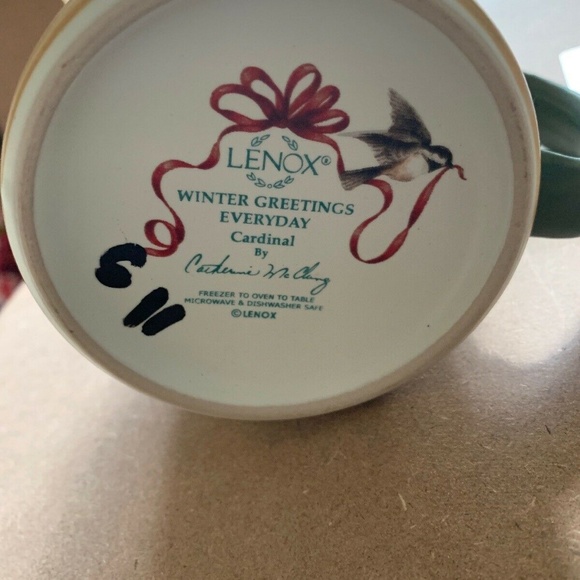 LENOX®
WINTER GREETINGS
EVERYDAY
Cardinal
By
Catherine McClung
FREEZER TO OVEN TO TABLE
MICROWAVE & DISHWASHER SAFE
©LENOX